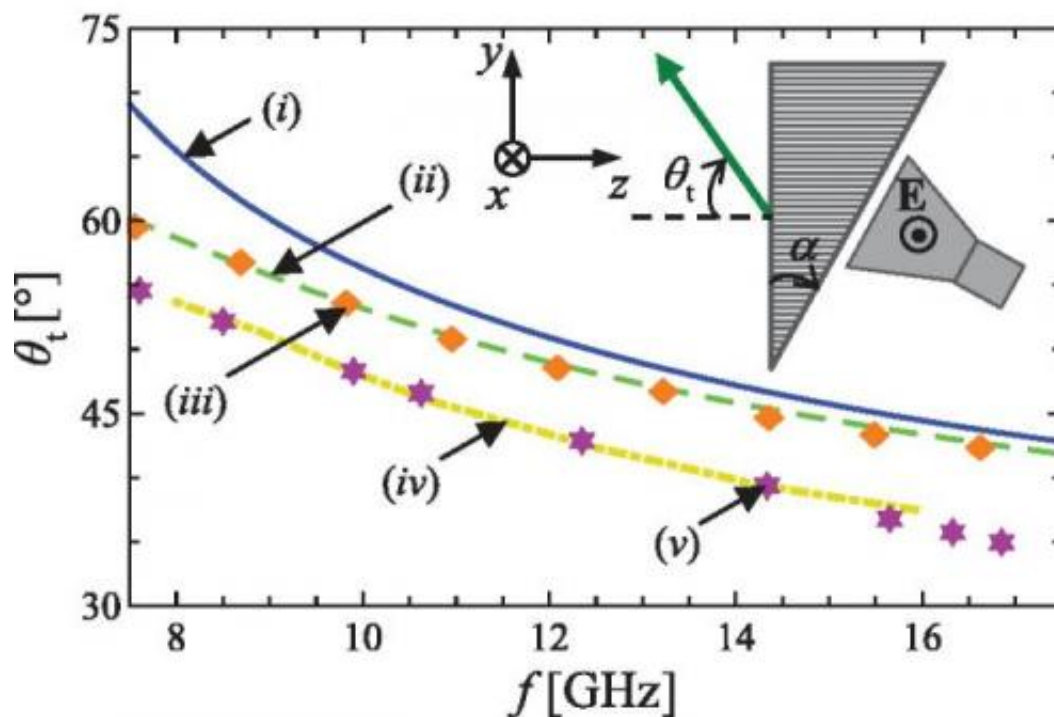 75
60
45
30
θt [°]
(i)
(ii)
(iii)
(iv)
(v)
y
x
z
θt
α
E
8
10
12
14
16
f [GHz]